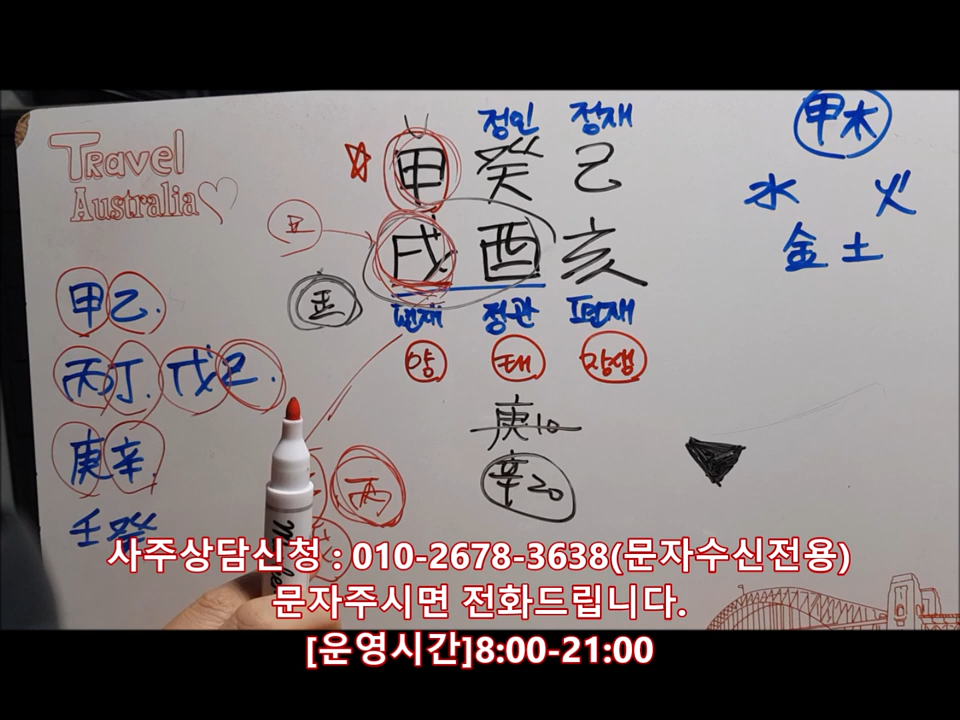 Travel
Australia
정인 정재
甲 癸 己
戌 酉 亥
편재 정관 편재
양 태 장생
庚10
辛20
甲木
水 火
金 土
甲乙.
丙丁. 戊己.
庚辛
壬癸
丙
사주상담신청 : 010-2678-3638(문자수신전용)
문자주시면 전화드립니다.
[운영시간]8:00-21:00